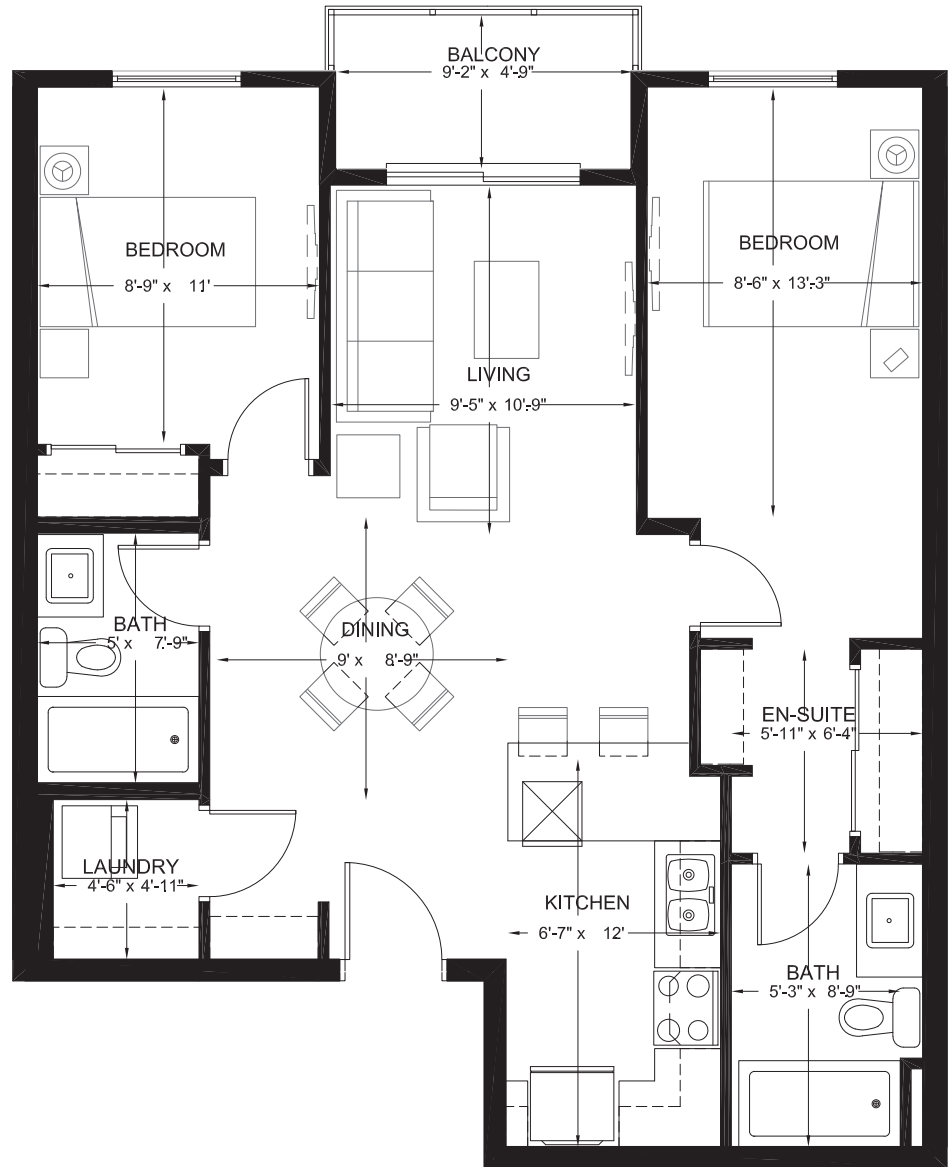 BALCONY
9'-2" x 4'-9"
BEDROOM
8'-9" x 11'
BEDROOM
8'-6" x 13'-3"
LIVING
9'-5" x 10'-9"
BATH
5' x 7'-9"
DINING
9' x 8'-9"
EN-SUITE
5'-11" x 6'-4"
LAUNDRY
4'-6" x 4'-11"
KITCHEN
6'-7" x 12'
BATH
5'-3" x 8'-9"